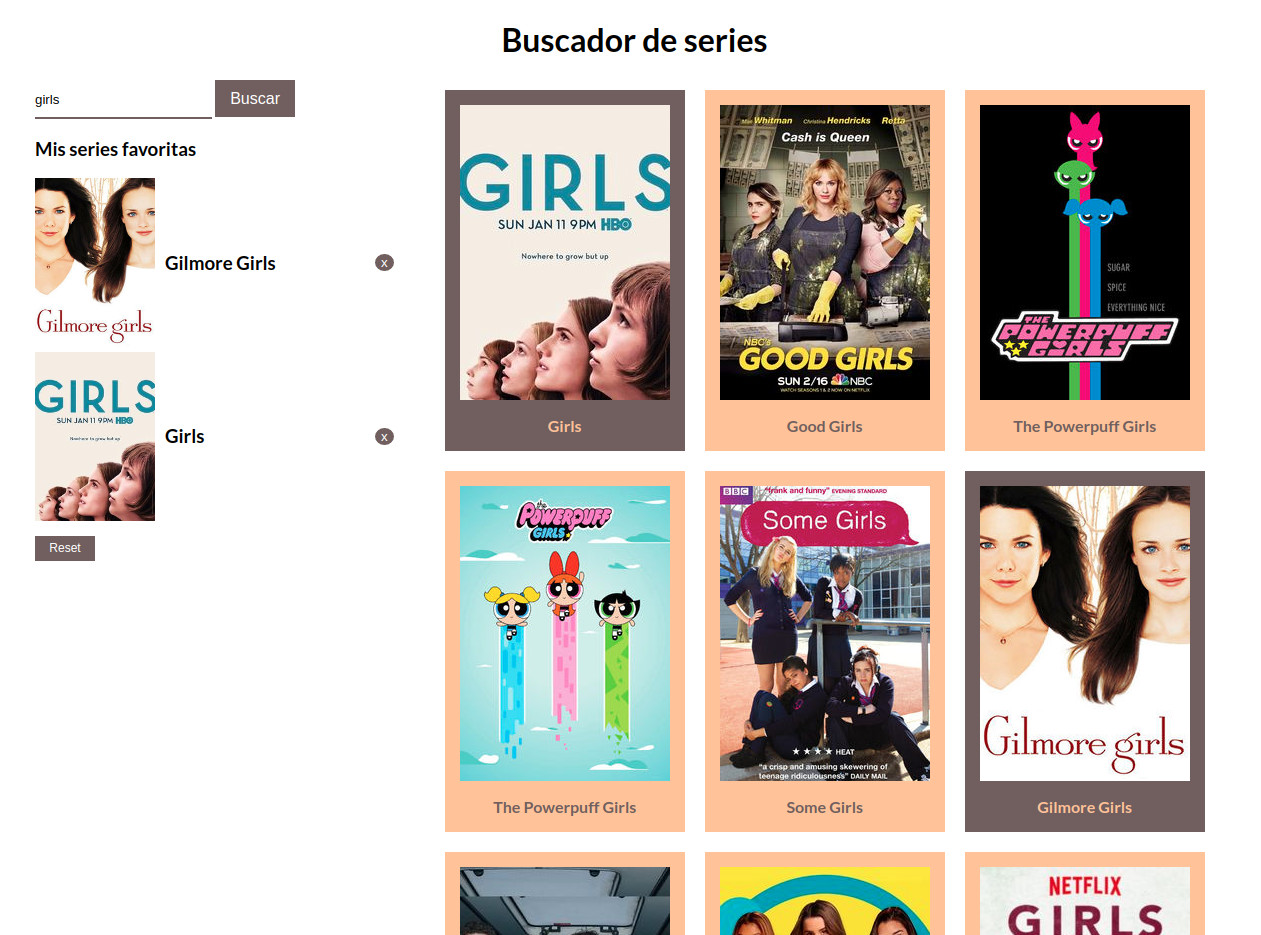 Buscador de series
girls
Buscar
Mis series favoritas
Gilmore girls
Gilmore Girls
x
GIRLS
SUN JAN 11 9PM HBO
Nowhere to grow but up
Girls
x
Reset
GIRLS
SUN JAN 11 9PM HBO
Nowhere to grow but up
Girls
Mae Whitman Christina Hendricks Retta
Cash is Queen
NBC's
GOOD GIRLS
SUN 2/16 NBC
WATCH SEASONS 1 & 2 NOW ON NETFLIX
Good Girls
SUGAR
SPICE
EVERYTHING NICE
THE
POWERPUFF
GIRLS
The Powerpuff Girls
the
POWERPUFF
GIRLS
The Powerpuff Girls
BBC
"frank and funny" EVENING STANDARD
Some Girls
★ ★ ★ ★ HEAT
"a crisp and amusing skewering of
teenage ridiculousness" DAILY MAIL
Some Girls
Gilmore girls
Gilmore Girls
NETFLIX
GIRLS